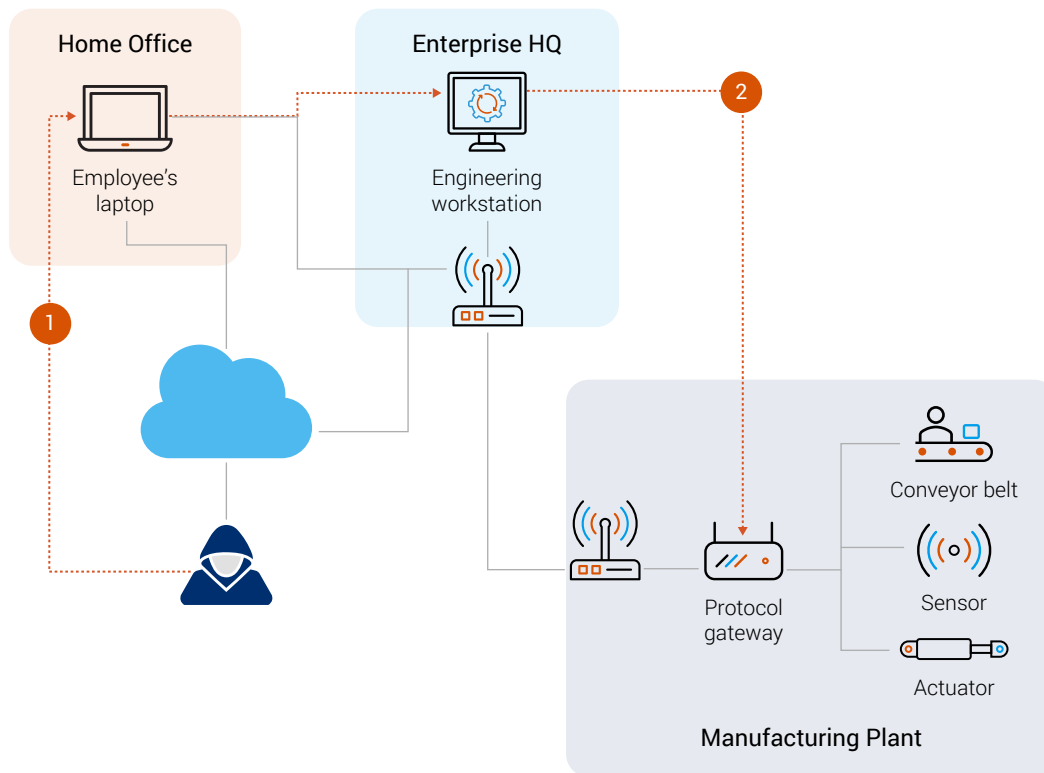 Home Office
Enterprise HQ
2
Employee's
laptop
Engineering
workstation
1
Conveyor belt
Sensor
Protocol
gateway
Actuator
Manufacturing Plant